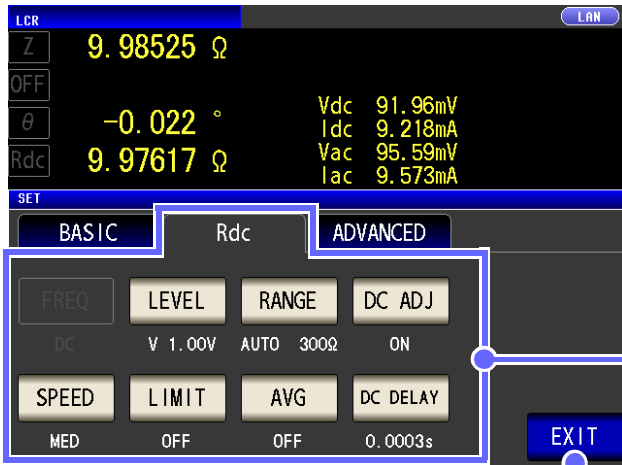 LCR LAN
Z 9.98525 Ω
OFF
θ -0.022 °
Rdc 9.97617 Ω
Vdc 91.96mV
Idc 9.218mA
Vac 95.59mV
Iac 9.573mA
SET
BASIC Rdc ADVANCED
FREQ LEVEL RANGE DC ADJ
DC V 1.00V AUTO 300Ω ON
SPEED LIMIT AVG DC DELAY
MED OFF OFF 0.0003s
EXIT